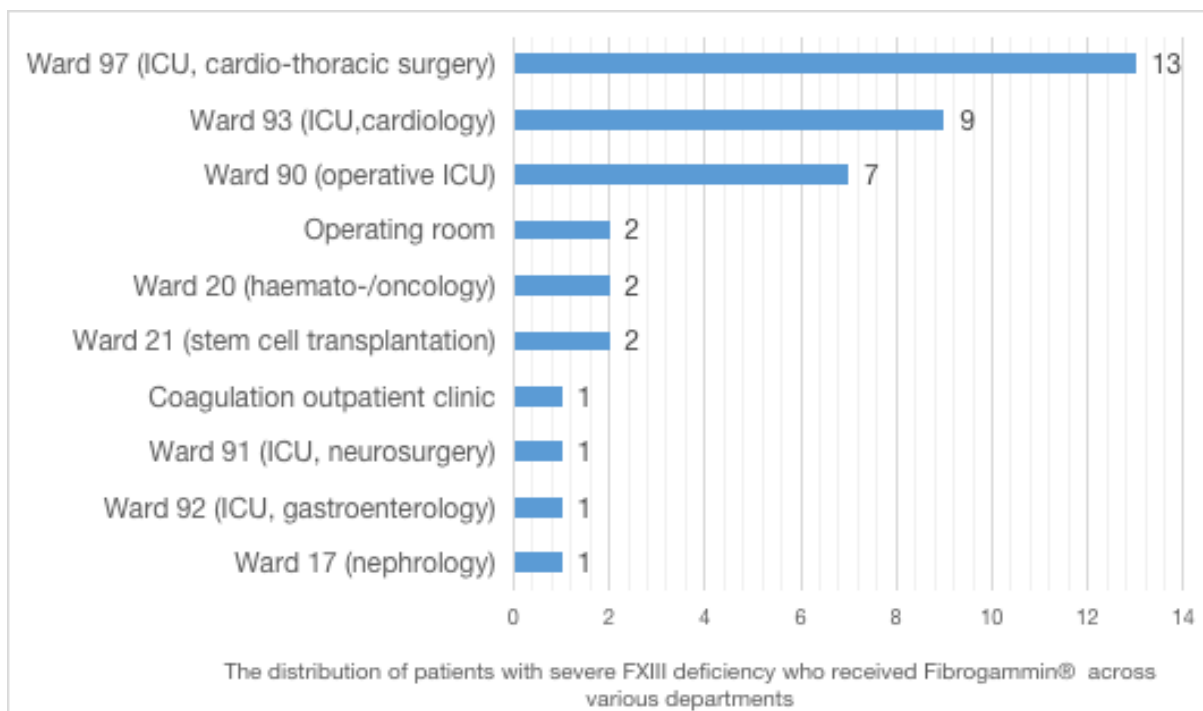 Ward 97 (ICU, cardio-thoracic surgery) 13
Ward 93 (ICU,cardiology) 9
Ward 90 (operative ICU) 7
Operating room 2
Ward 20 (haemato-/oncology) 2
Ward 21 (stem cell transplantation) 2
Coagulation outpatient clinic 1
Ward 91 (ICU, neurosurgery) 1
Ward 92 (ICU, gastroenterology) 1
Ward 17 (nephrology) 1
0 2 4 6 8 10 12 14
The distribution of patients with severe FXIII deficiency who received Fibrogammin® across
various departments